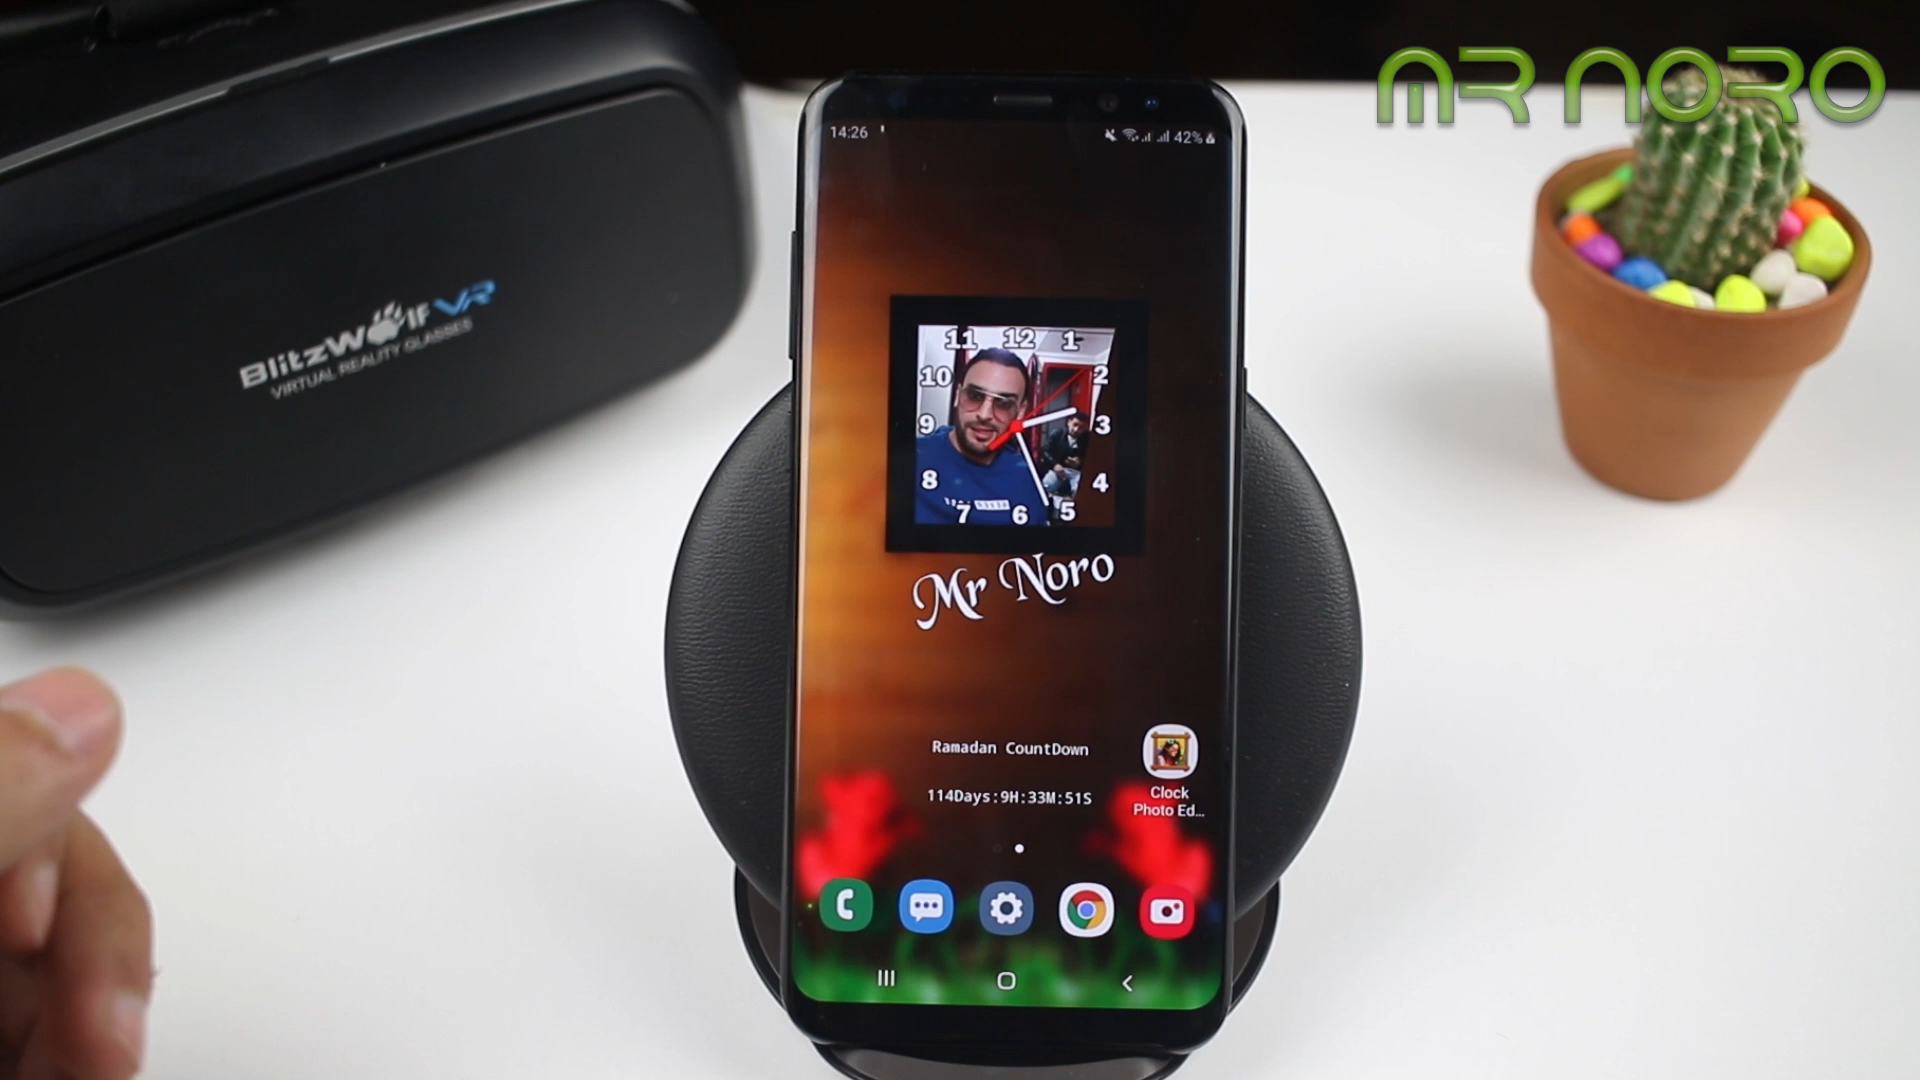 MR NORO
14:26
42%
BlitzWolf VR
VIRTUAL REALITY GLASSES
11 12 1
10 2
9 3
8 4
7 6 5
Mr Noro
Ramadan CountDown
114Days:9H:33M:51S
Clock
Photo Ed...